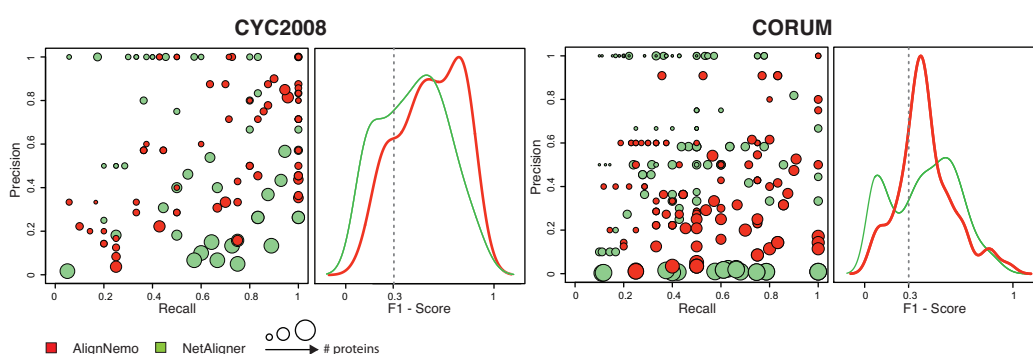 CYC2008
CORUM
Precision
1
0.8
0.6
0.4
0.2
0
0 0.2 0.4 0.6 0.8 1
Recall
0 0.3 1
F1 - Score
Precision
1
0.8
0.6
0.4
0.2
0
0.2 0.4 0.6 0.8 1
Recall
0 0.3 1
F1 - Score
AlignNemo NetAligner # proteins